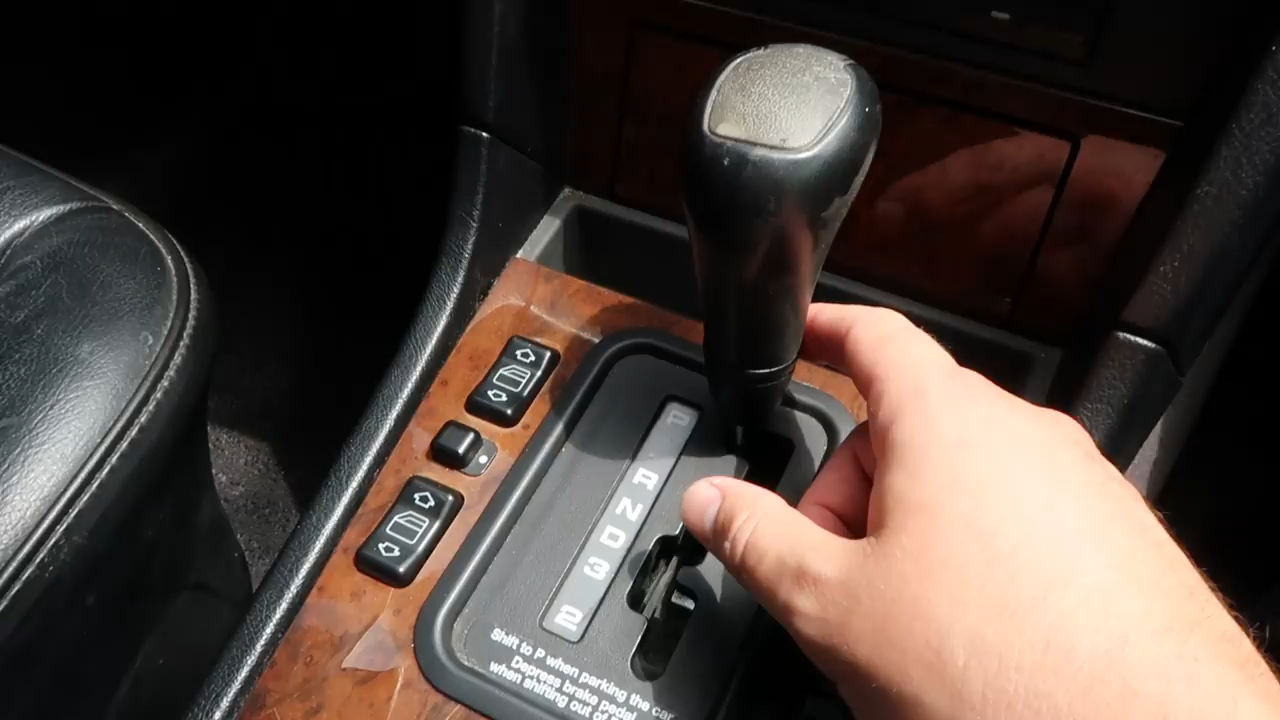 P
R
N
D
3
2
Shift to P when parking the car
Depress brake pedal
when shifting out of